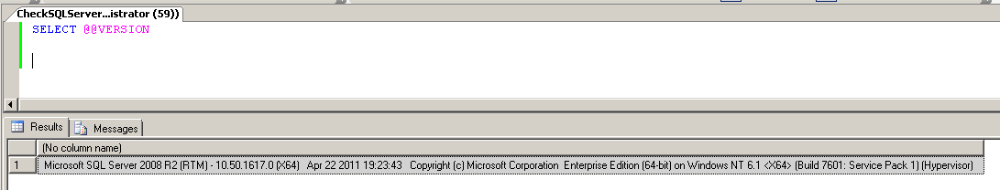 CheckSQLServer...istrator (59))
SELECT @@VERSION
Results Messages
(No column name)
1 Microsoft SQL Server 2008 R2 (RTM) - 10.50.1617.0 (X64) Apr 22 2011 19:23:43 Copyright (c) Microsoft Corporation Enterprise Edition (64-bit) on Windows NT 6.1 <X64> (Build 7601: Service Pack 1) (Hypervisor)